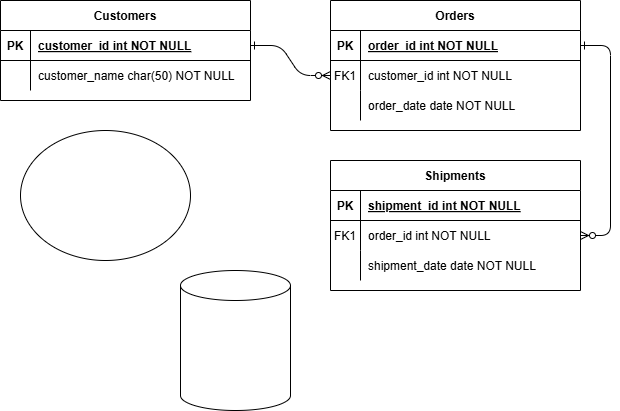 Customers
PK customer_id int NOT NULL
customer_name char(50) NOT NULL
Orders
PK order_id int NOT NULL
FK1 customer_id int NOT NULL
order_date date NOT NULL
Shipments
PK shipment_id int NOT NULL
FK1 order_id int NOT NULL
shipment_date date NOT NULL